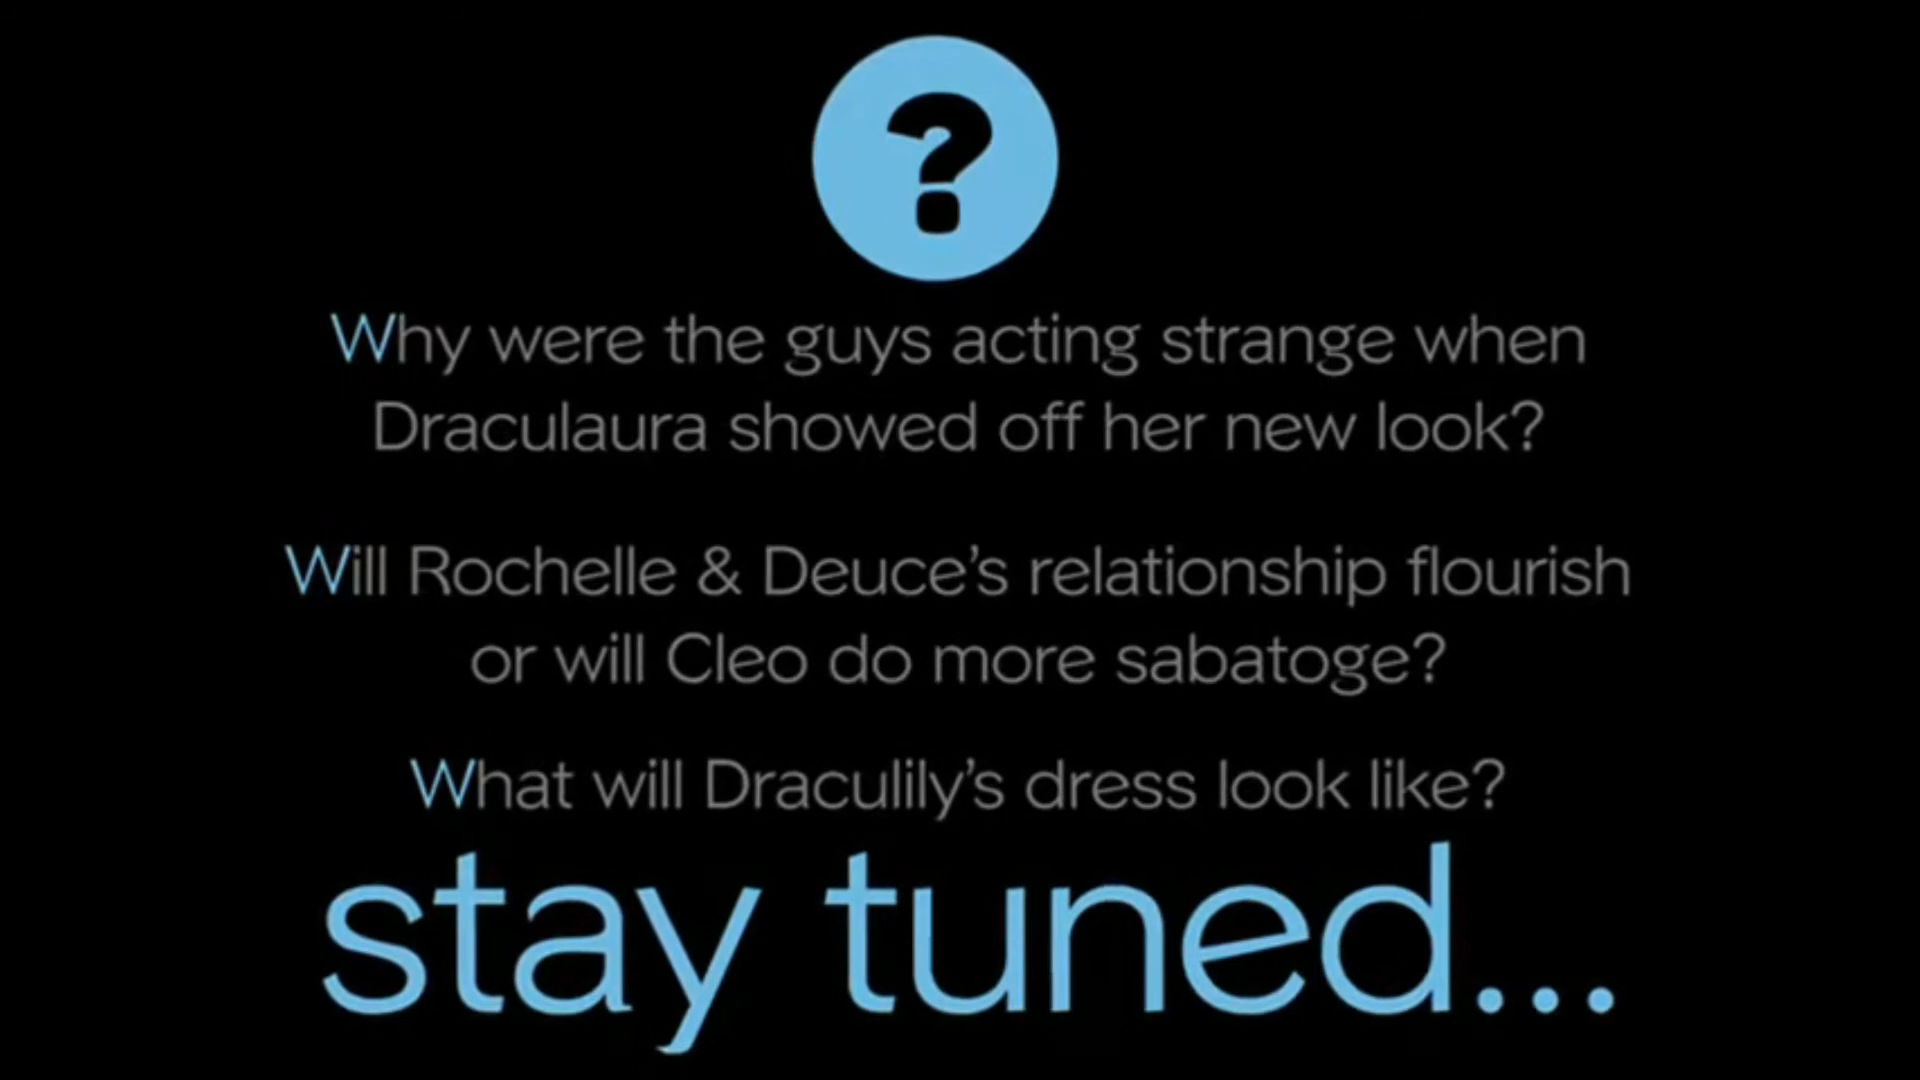 ?
Why were the guys acting strange when
Draculaura showed off her new look?
Will Rochelle & Deuce’s relationship flourish
or will Cleo do more sabatoge?
What will Draculily’s dress look like?
stay tuned...